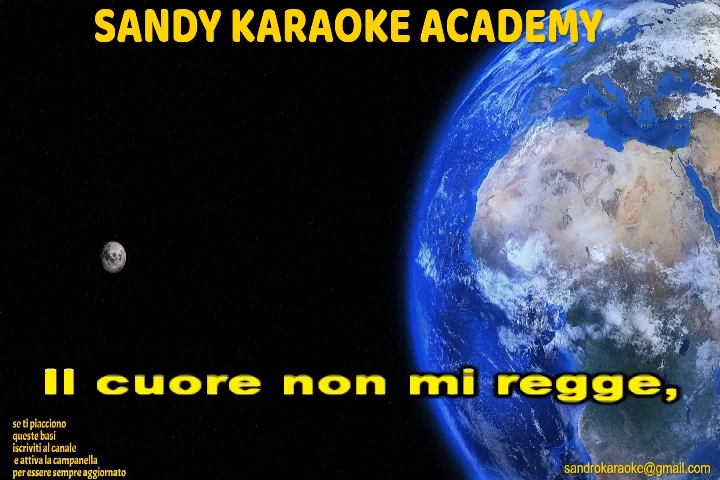 SANDY KARAOKE ACADEMY
Il cuore non mi regge,
se ti piacciono
queste basi
iscriviti al canale
e attiva la campanella
per essere sempre aggiornato
sandrokaraoke@gmail.com